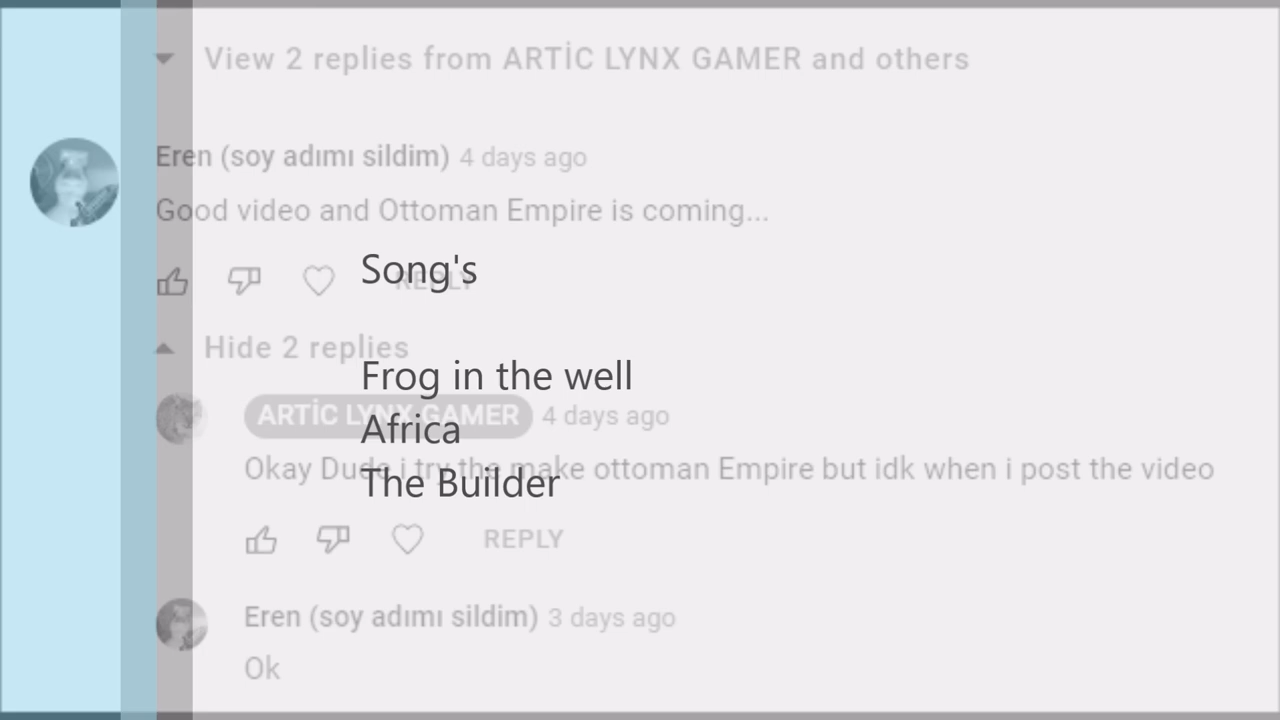 View 2 replies from ARTİC LYNX GAMER and others
Eren (soy adımı sildim) 4 days ago
Good video and Ottoman Empire is coming...
Song's
REPLY
Hide 2 replies
Frog in the well
ARTİC LYNX GAMER 4 days ago
Africa
Okay Dude i try the make ottoman Empire but idk when i post the video
The Builder
REPLY
Eren (soy adımı sildim) 3 days ago
Ok